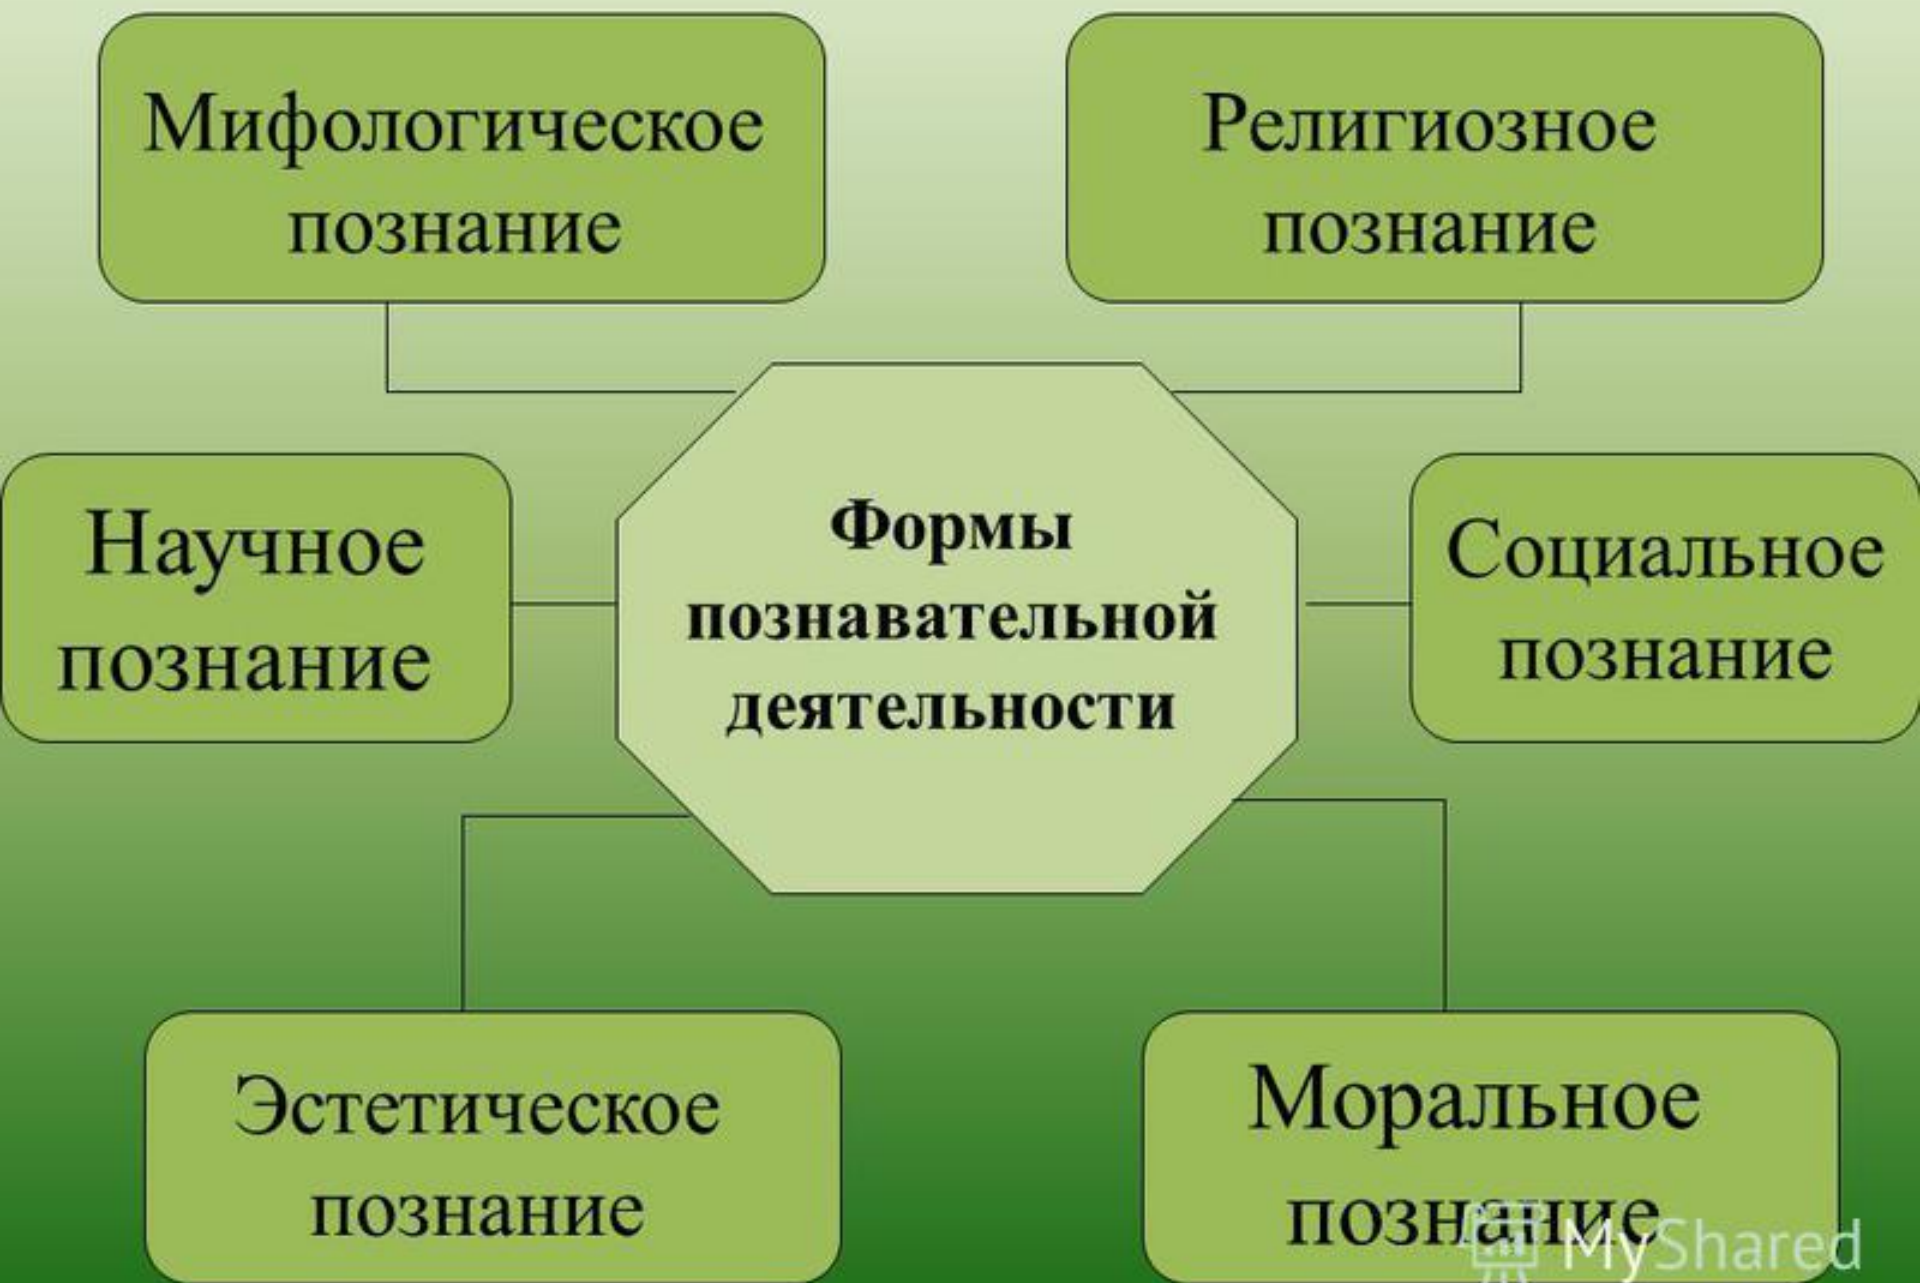 Мифологическое
познание
Религиозное
познание
Научное
познание
Формы
познавательной
деятельности
Социальное
познание
Эстетическое
познание
Моральное
познание
MyShared